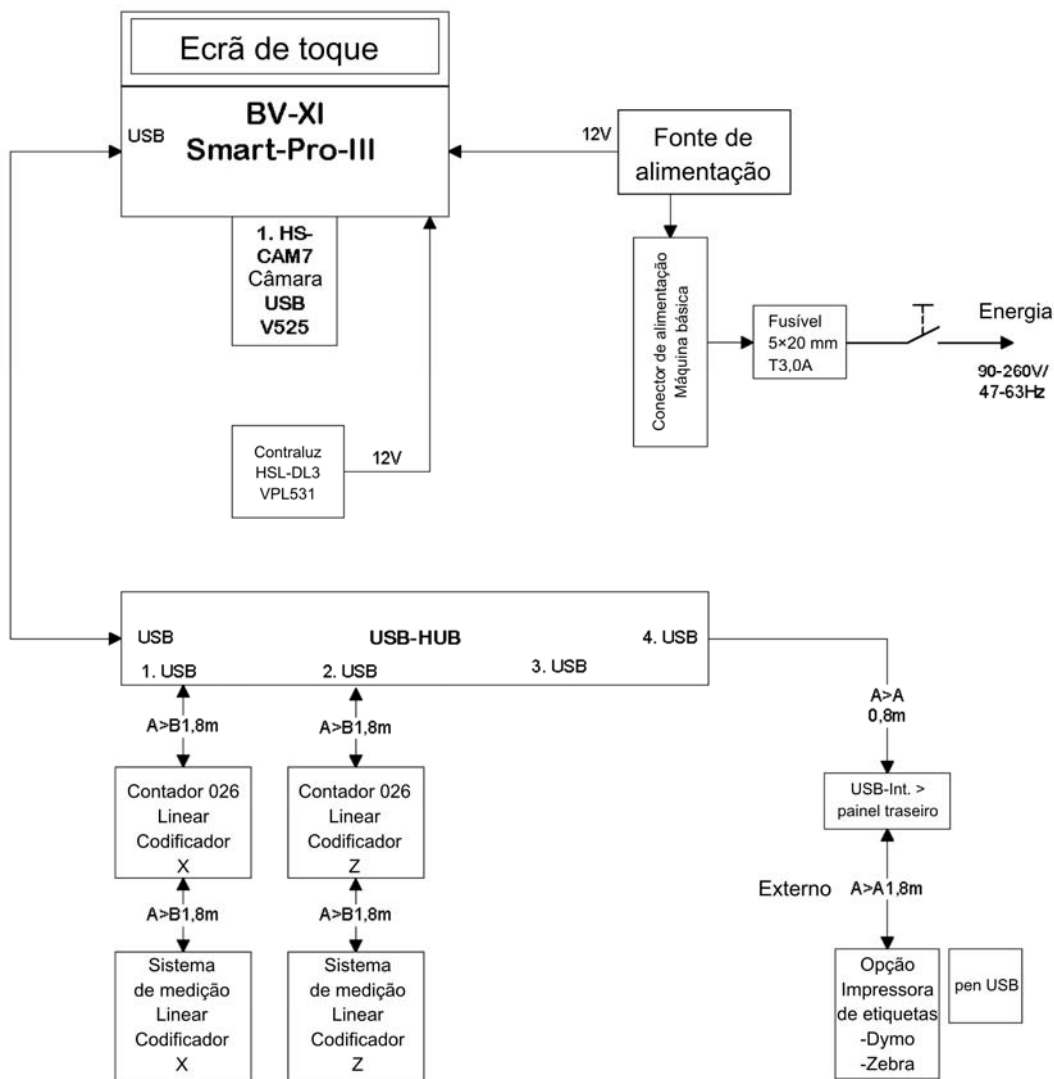 Ecrã de toque
BV-XI
USB
Smart-Pro-III
1. HS-
CAM7
Câmara
USB
V525
12V
Fonte de
alimentação
Conector de alimentação
Máquina básica
Fusível
5×20 mm
T3,0A
Energia
90-260V/
47-63Hz
Contraluz
HSL-DL3
VPL531
12V
USB
USB-HUB
4. USB
1. USB
2. USB
3. USB
A>B1,8m
A>B1,8m
A>A
0,8m
Contador 026
Linear
Codificador
X
Contador 026
Linear
Codificador
Z
USB-Int. >
painel traseiro
A>B1,8m
A>B1,8m
Externo
A>A1,8m
Sistema
de medição
Linear
Codificador
X
Sistema
de medição
Linear
Codificador
Z
Opção
Impressora
de etiquetas
-Dymo
-Zebra
pen USB